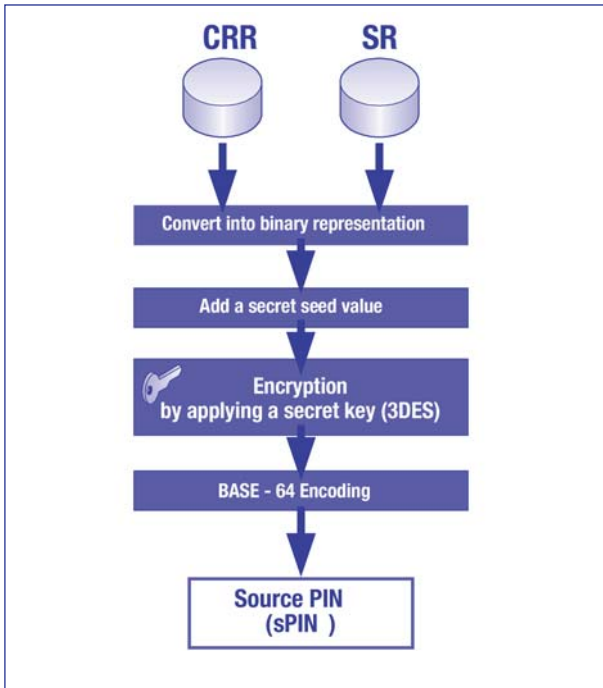 CRR
SR
Convert into binary representation
Add a secret seed value
Encryption
by applying a secret key (3DES)
BASE - 64 Encoding
Source PIN
(sPIN )